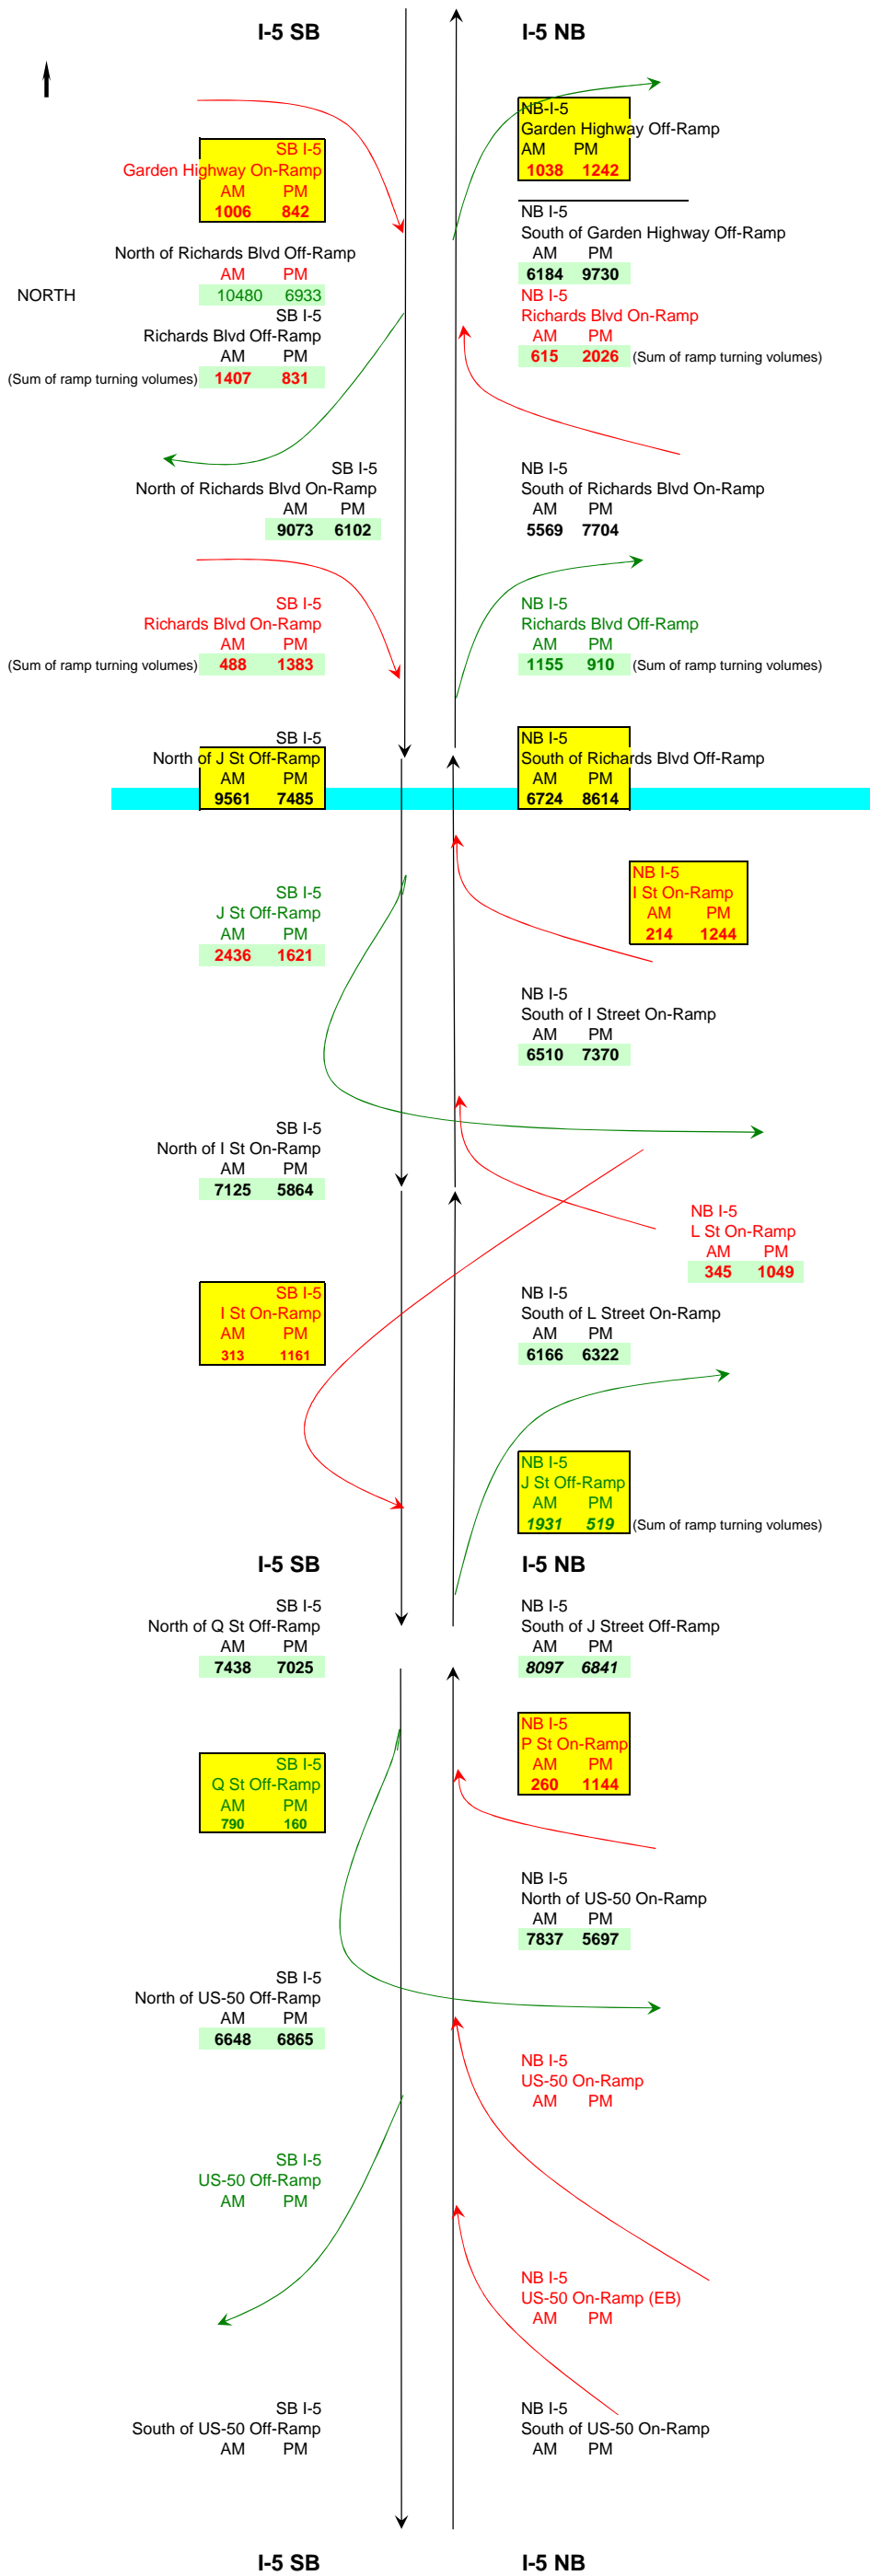 I-5 SB
I-5 NB
NB-I-5
Garden Highway Off-Ramp
AM PM
1038 1242
SB I-5
Garden Highway On-Ramp
AM PM
1006 842
NB I-5
South of Garden Highway Off-Ramp
AM PM
6184 9730
North of Richards Blvd Off-Ramp
AM PM
10480 6933
NORTH
NB I-5
Richards Blvd On-Ramp
AM PM
615 2026 (Sum of ramp turning volumes)
SB I-5
Richards Blvd Off-Ramp
AM PM
(Sum of ramp turning volumes) 1407 831
SB I-5
North of Richards Blvd On-Ramp
AM PM
9073 6102
NB I-5
South of Richards Blvd On-Ramp
AM PM
5569 7704
SB I-5
Richards Blvd On-Ramp
AM PM
(Sum of ramp turning volumes) 488 1383
NB I-5
Richards Blvd Off-Ramp
AM PM
1155 910 (Sum of ramp turning volumes)
SB I-5
North of J St Off-Ramp
AM PM
9561 7485
NB I-5
South of Richards Blvd Off-Ramp
AM PM
6724 8614
SB I-5
J St Off-Ramp
AM PM
2436 1621
NB I-5
I St On-Ramp
AM PM
214 1244
NB I-5
South of I Street On-Ramp
AM PM
6510 7370
SB I-5
North of I St On-Ramp
AM PM
7125 5864
NB I-5
L St On-Ramp
AM PM
345 1049
SB I-5
I St On-Ramp
AM PM
313 1161
NB I-5
South of L Street On-Ramp
AM PM
6166 6322
NB I-5
J St Off-Ramp
AM PM
1931 519 (Sum of ramp turning volumes)
I-5 SB
I-5 NB
SB I-5
North of Q St Off-Ramp
AM PM
7438 7025
NB I-5
South of J Street Off-Ramp
AM PM
8097 6841
SB I-5
Q St Off-Ramp
AM PM
790 160
NB I-5
P St On-Ramp
AM PM
260 1144
NB I-5
North of US-50 On-Ramp
AM PM
7837 5697
SB I-5
North of US-50 Off-Ramp
AM PM
6648 6865
NB I-5
US-50 On-Ramp
AM PM
SB I-5
US-50 Off-Ramp
AM PM
NB I-5
US-50 On-Ramp (EB)
AM PM
SB I-5
South of US-50 Off-Ramp
AM PM
NB I-5
South of US-50 On-Ramp
AM PM
I-5 SB
I-5 NB